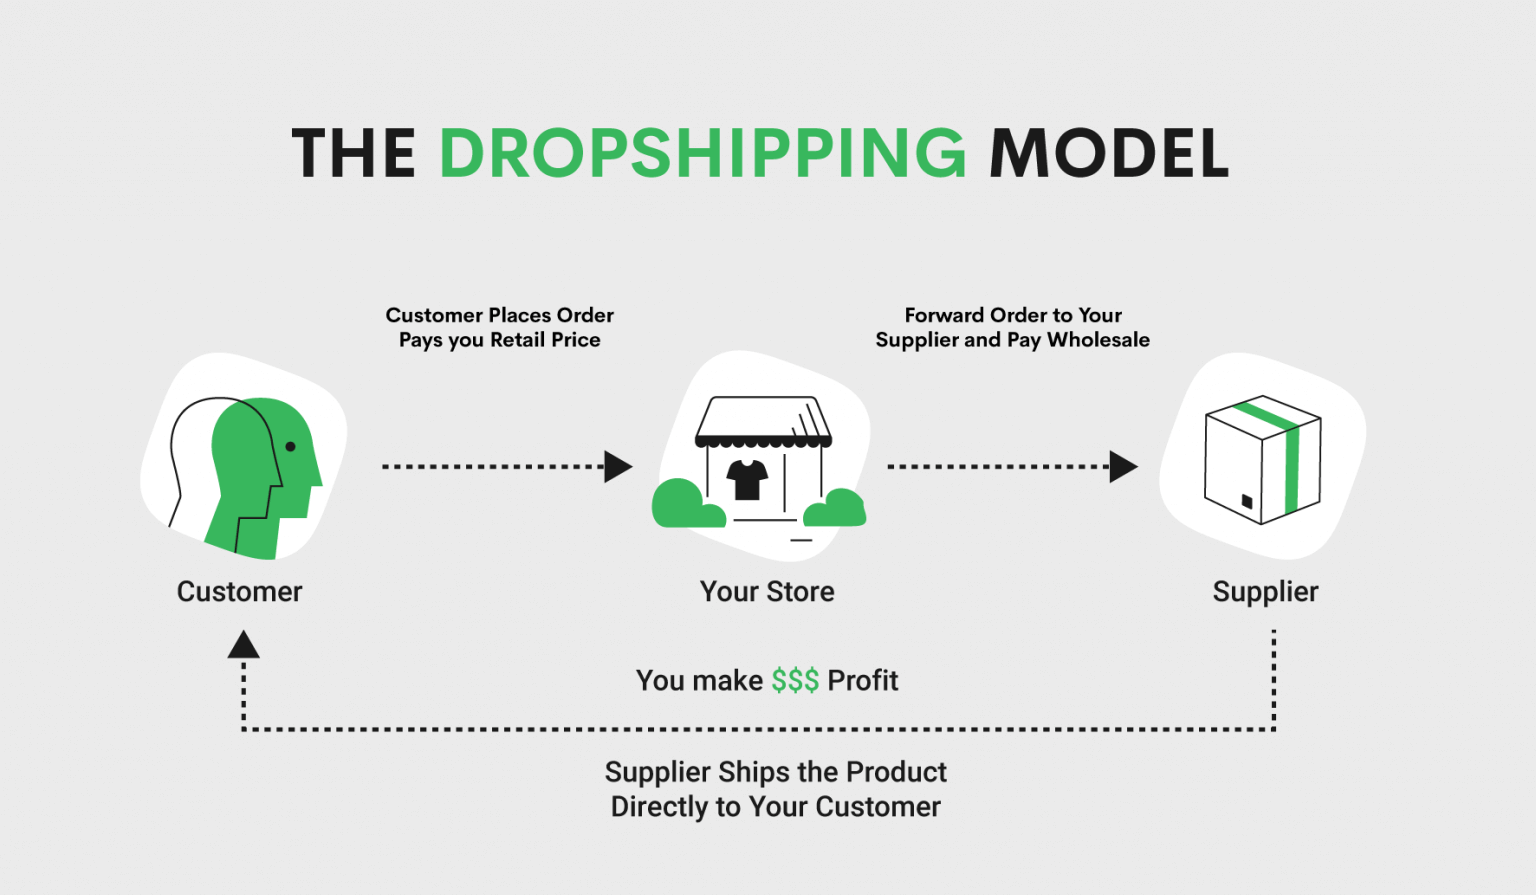 THE DROPSHIPPING MODEL
Customer Places Order
Pays you Retail Price
Forward Order to Your
Supplier and Pay Wholesale
Customer
Your Store
Supplier
You make $$$ Profit
Supplier Ships the Product
Directly to Your Customer